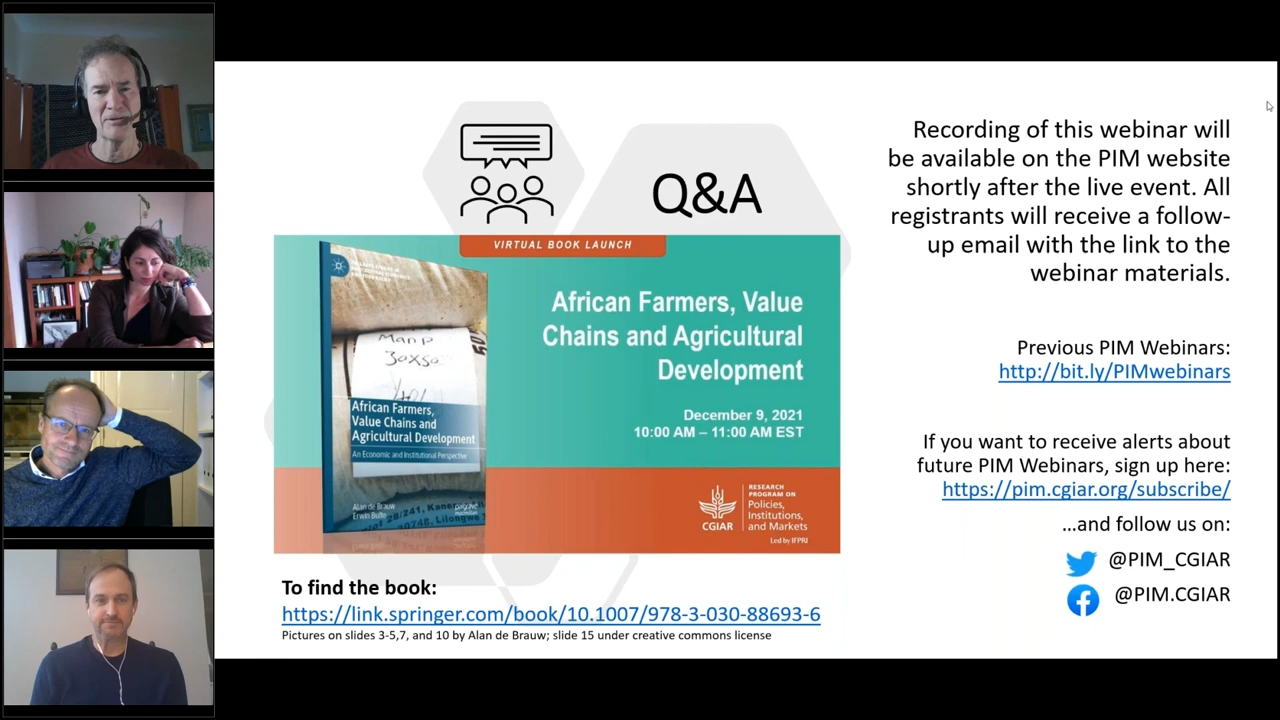 Q&A
VIRTUAL BOOK LAUNCH
African Farmers, Value
Chains and Agricultural
Development
December 9, 2021
10:00 AM – 11:00 AM EST
Manp
30x50
African Farmers,
Value Chains and
Agricultural Development
An Economic and Institutional Perspective
Alan de Brauw
Erwin Bulte
palgrave
macmillan
CGIAR
RESEARCH
PROGRAM ON
Policies,
Institutions,
and Markets
Led by IFPRI
To find the book:
https://link.springer.com/book/10.1007/978-3-030-88693-6
Pictures on slides 3-5,7, and 10 by Alan de Brauw; slide 15 under creative commons license
Recording of this webinar will
be available on the PIM website
shortly after the live event. All
registrants will receive a follow-
up email with the link to the
webinar materials.
Previous PIM Webinars:
http://bit.ly/PIMwebinars
If you want to receive alerts about
future PIM Webinars, sign up here:
https://pim.cgiar.org/subscribe/
…and follow us on:
@PIM_CGIAR
@PIM.CGIAR